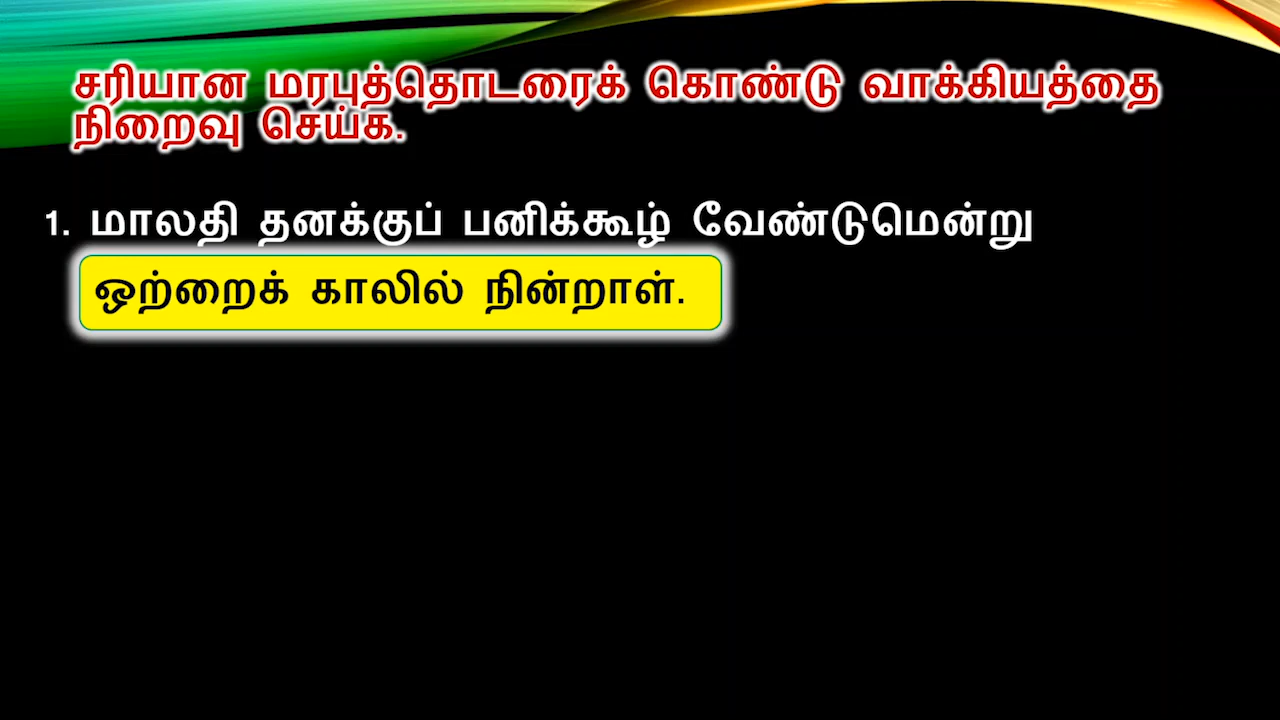 சரியான மரபுத்தொடரைக் கொண்டு வாக்கியத்தை
நிறைவு செய்க.
1. மாலதி தனக்குப் பனிக்கூழ் வேண்டுமென்று
ஒற்றைக் காலில் நின்றாள்.